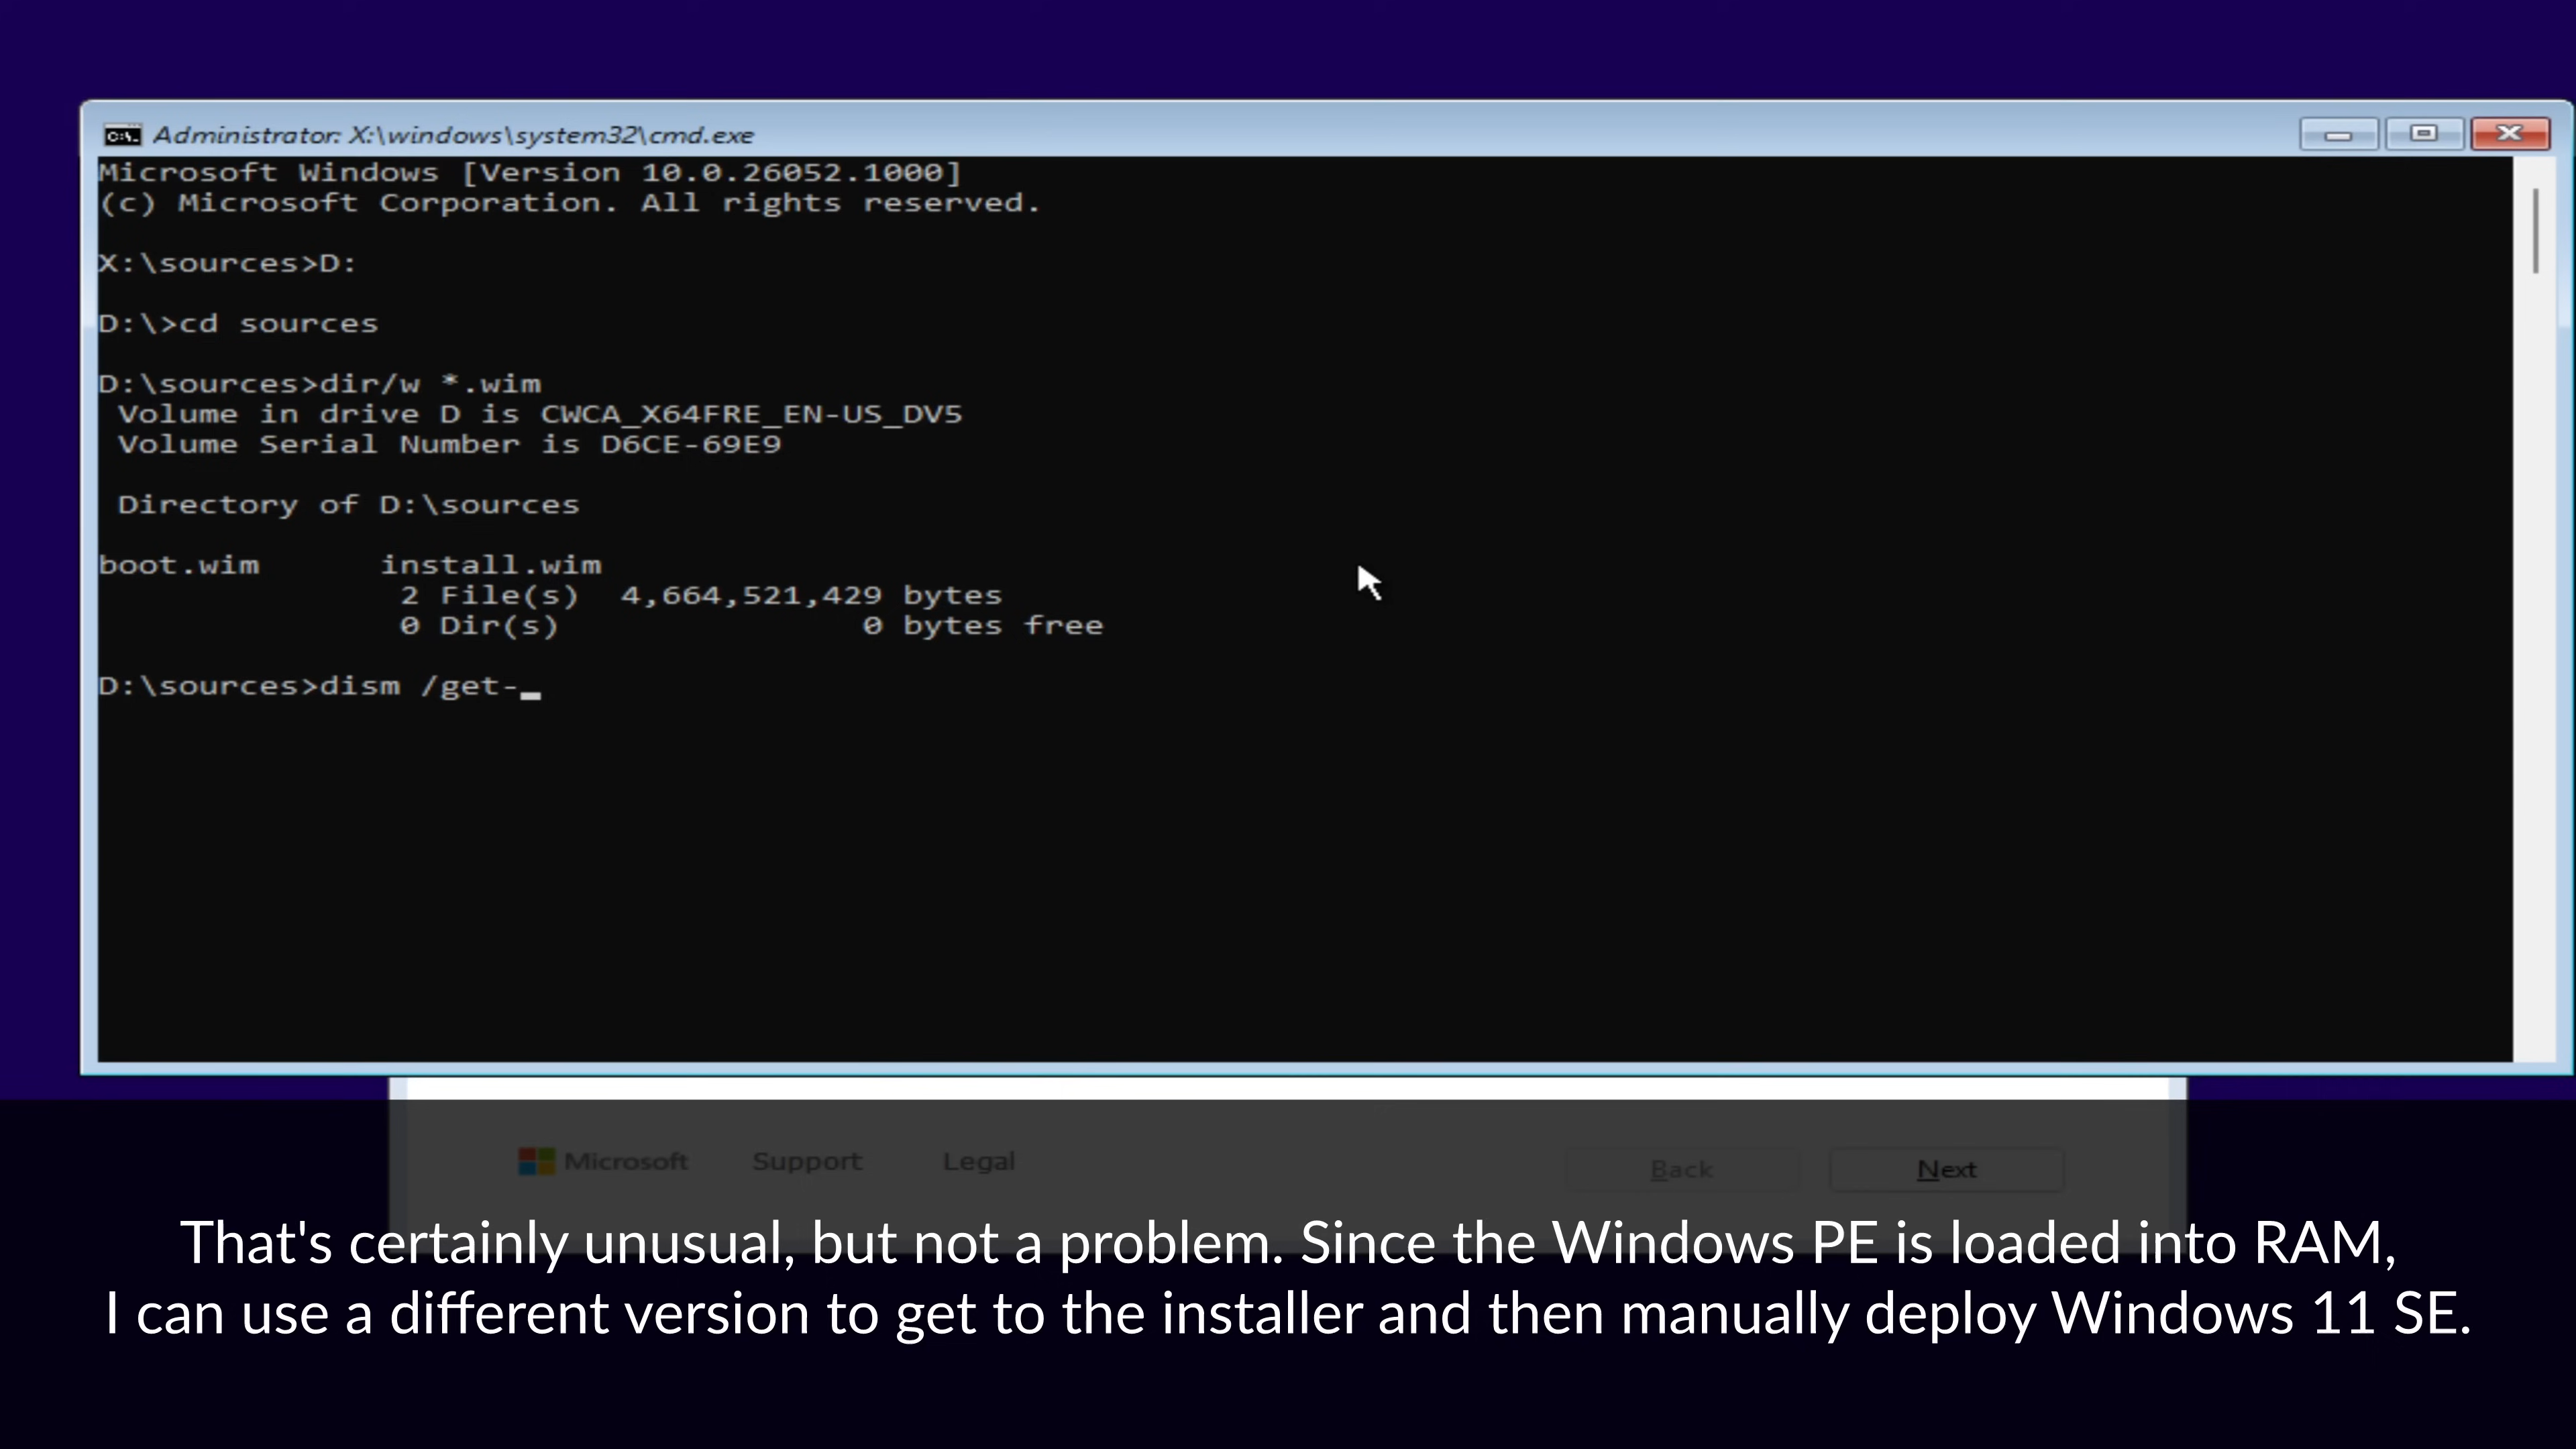 Administrator: X:\windows\system32\cmd.exe
Microsoft Windows [Version 10.0.26052.1000]
(c) Microsoft Corporation. All rights reserved.
X:\sources>D:
D:\>cd sources
D:\sources>dir/w *.wim
Volume in drive D is CWCA_X64FRE_EN-US_DV5
Volume Serial Number is D6CE-69E9
Directory of D:\sources
boot.wim install.wim
2 File(s) 4,664,521,429 bytes
0 Dir(s) 0 bytes free
D:\sources>dism /get-_
Microsoft Support Legal Back Next
That's certainly unusual, but not a problem. Since the Windows PE is loaded into RAM,
I can use a different version to get to the installer and then manually deploy Windows 11 SE.